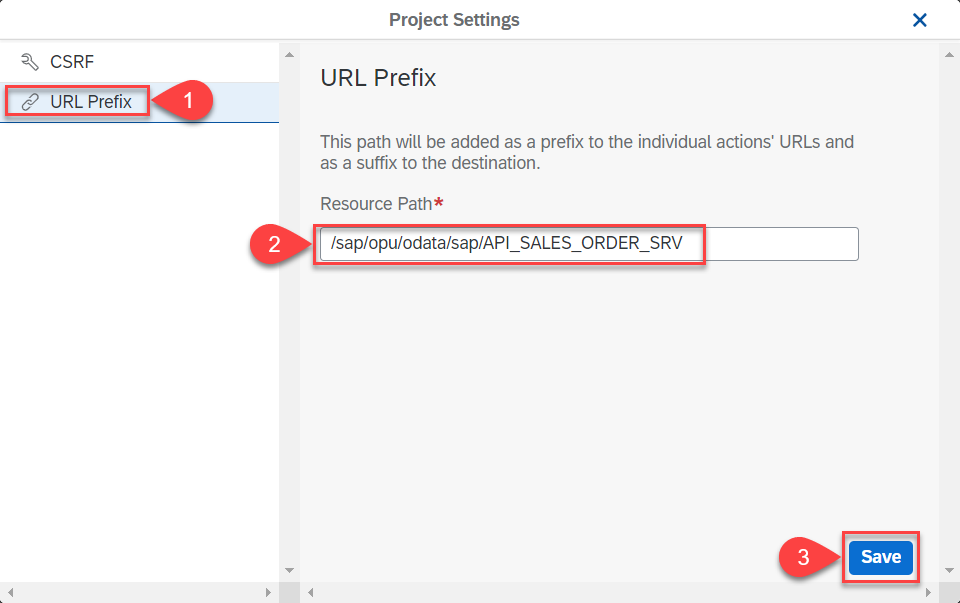 Project Settings
CSRF
URL Prefix
1
URL Prefix
This path will be added as a prefix to the individual actions' URLs and
as a suffix to the destination.
Resource Path*
2
/sap/opu/odata/sap/API_SALES_ORDER_SRV
3
Save